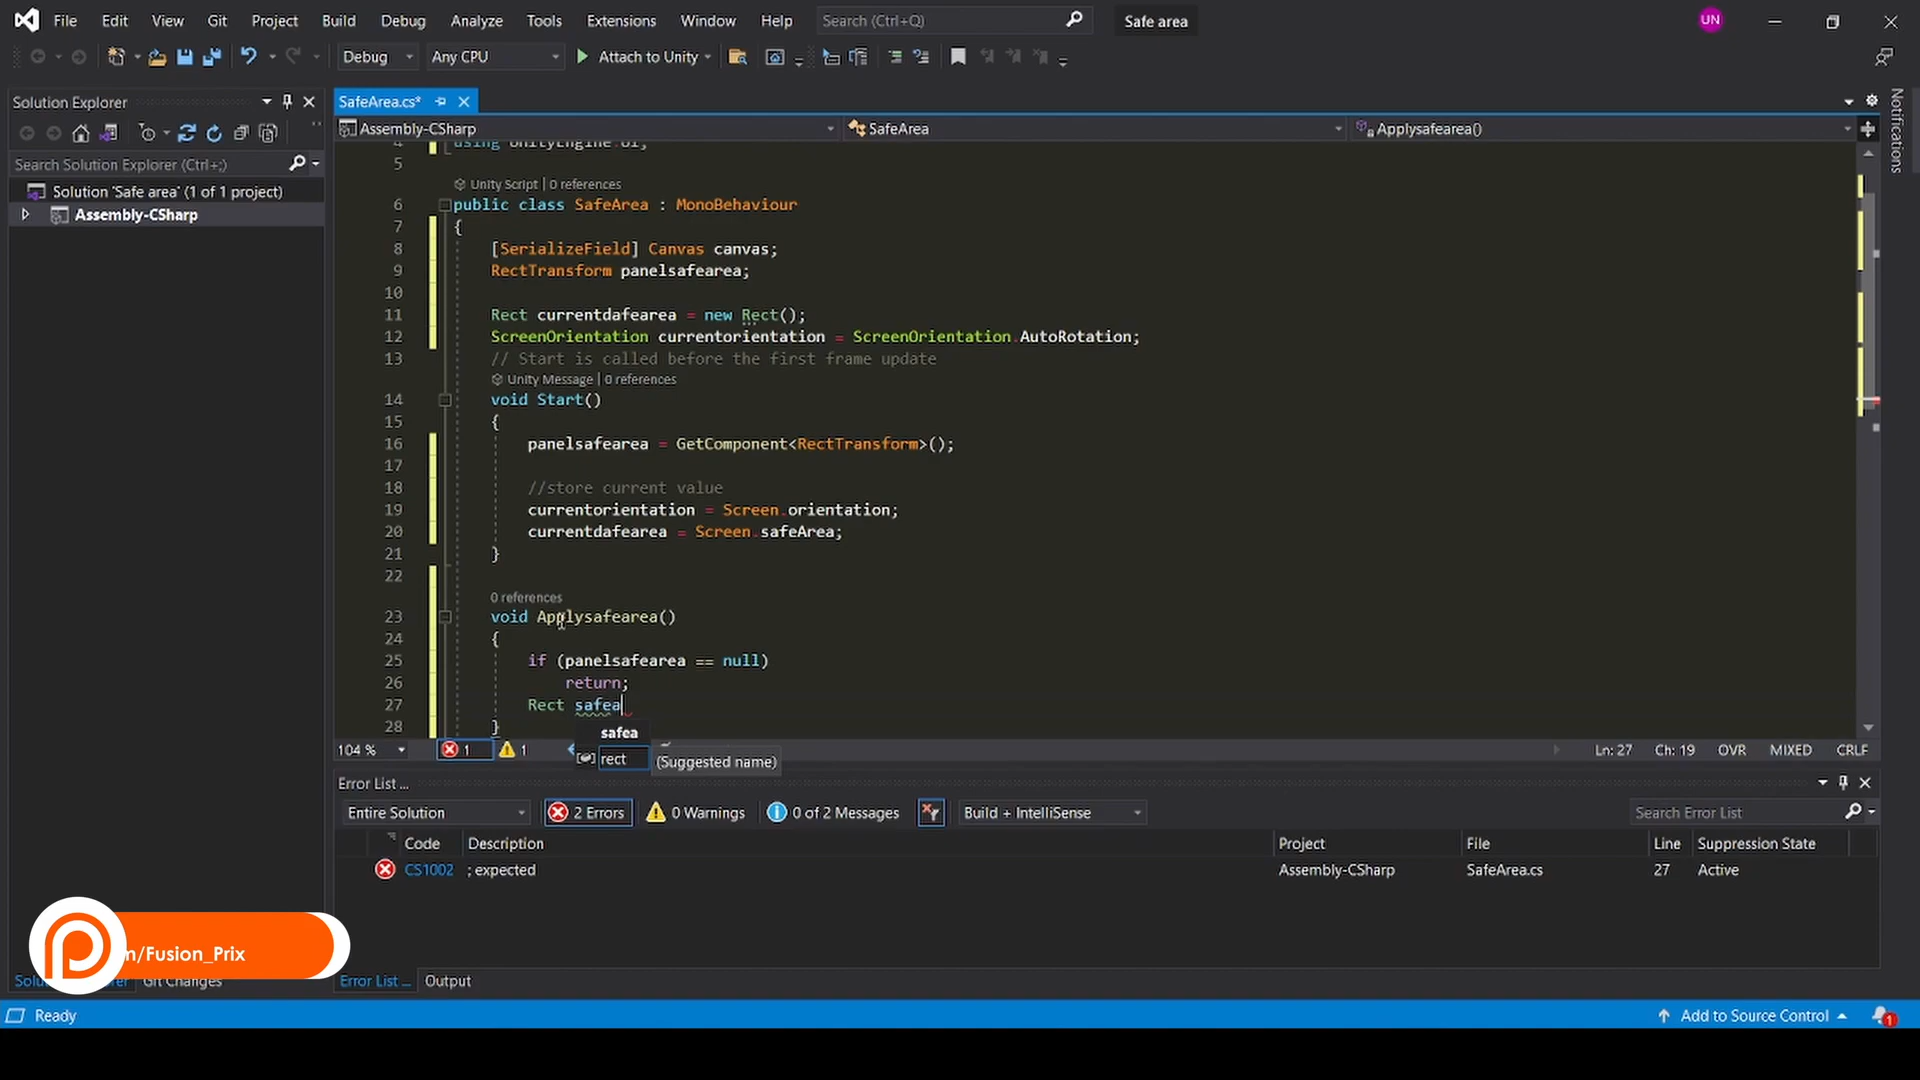 File Edit View Git Project Build Debug Test Analyze Tools Extensions Window Help Search (Ctrl+Q) Safe area UN
Debug Any CPU Attach to Unity
Solution Explorer
Search Solution Explorer (Ctrl+;)
Solution 'Safe area' (1 of 1 project)
Assembly-CSharp
SafeArea.cs*
Assembly-CSharp SafeArea Applysafearea()
Notifications
4 using UnityEngine.UI;
5
Unity Script | 0 references
6 public class SafeArea : MonoBehaviour
7 {
8 [SerializeField] Canvas canvas;
9 RectTransform panelsafearea;
10
11 Rect currentdafearea = new Rect();
12 ScreenOrientation currentorientation = ScreenOrientation.AutoRotation;
13 // Start is called before the first frame update
Unity Message | 0 references
14 void Start()
15 {
16 panelsafearea = GetComponent<RectTransform>();
17
18 //store current value
19 currentorientation = Screen.orientation;
20 currentdafearea = Screen.safeArea;
21 }
22
0 references
23 void Applysafearea()
24 {
25 if (panelsafearea == null)
26 return;
27 Rect safea
28 }
safea
rect (Suggested name)
104 % 1 1 Ln: 27 Ch: 19 OVR MIXED CRLF
Error List ...
Entire Solution 2 Errors 0 Warnings 0 of 2 Messages Build + IntelliSense Search Error List
Code Description Project File Line Suppression State
CS1002 ; expected Assembly-CSharp SafeArea.cs 27 Active
m/Fusion_Prix
Git Changes
Error List ... Output
Ready Add to Source Control 1